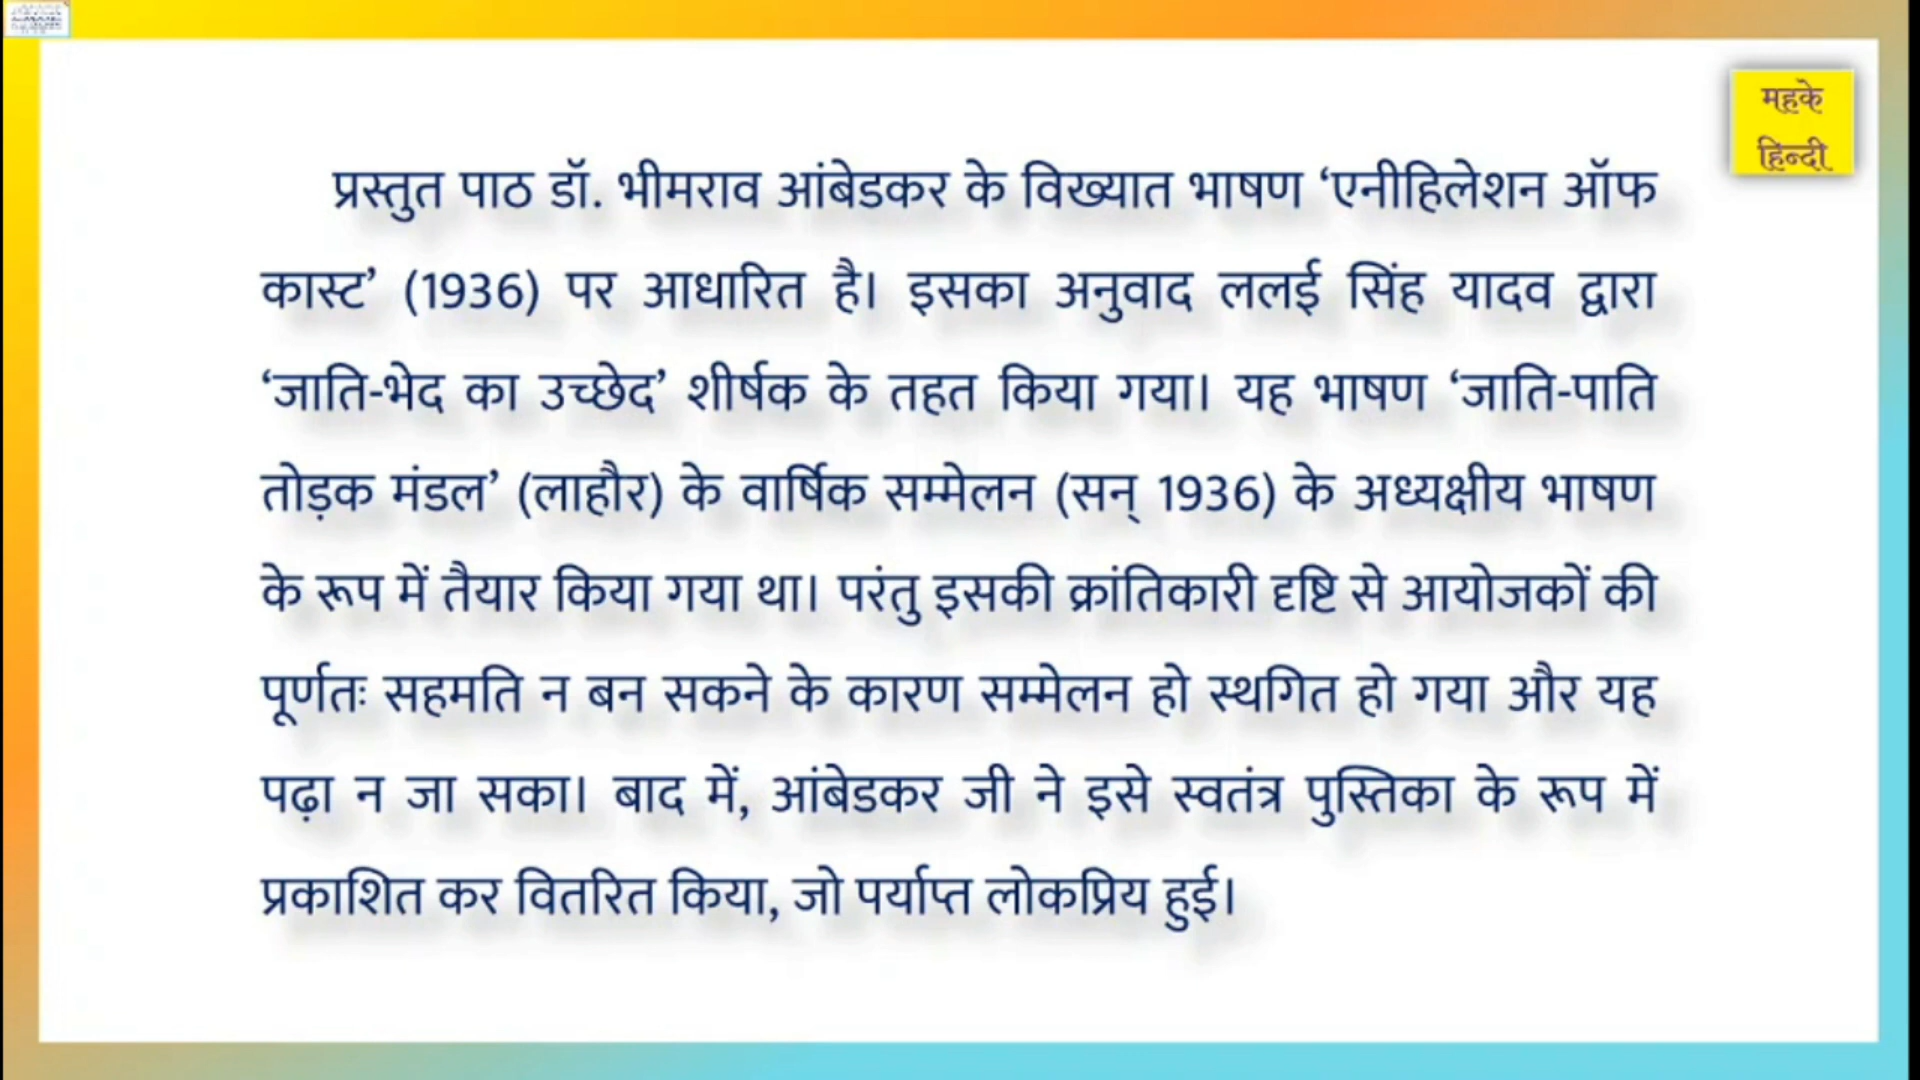 महके
हिन्दी
प्रस्तुत पाठ डॉ. भीमराव आंबेडकर के विख्यात भाषण ‘एनीहिलेशन ऑफ
कास्ट’ (1936) पर आधारित है। इसका अनुवाद ललई सिंह यादव द्वारा
‘जाति-भेद का उच्छेद’ शीर्षक के तहत किया गया। यह भाषण ‘जाति-पाति
तोड़क मंडल’ (लाहौर) के वार्षिक सम्मेलन (सन् 1936) के अध्यक्षीय भाषण
के रूप में तैयार किया गया था। परंतु इसकी क्रांतिकारी दृष्टि से आयोजकों की
पूर्णतः सहमति न बन सकने के कारण सम्मेलन हो स्थगित हो गया और यह
पढ़ा न जा सका। बाद में, आंबेडकर जी ने इसे स्वतंत्र पुस्तिका के रूप में
प्रकाशित कर वितरित किया, जो पर्याप्त लोकप्रिय हुई।